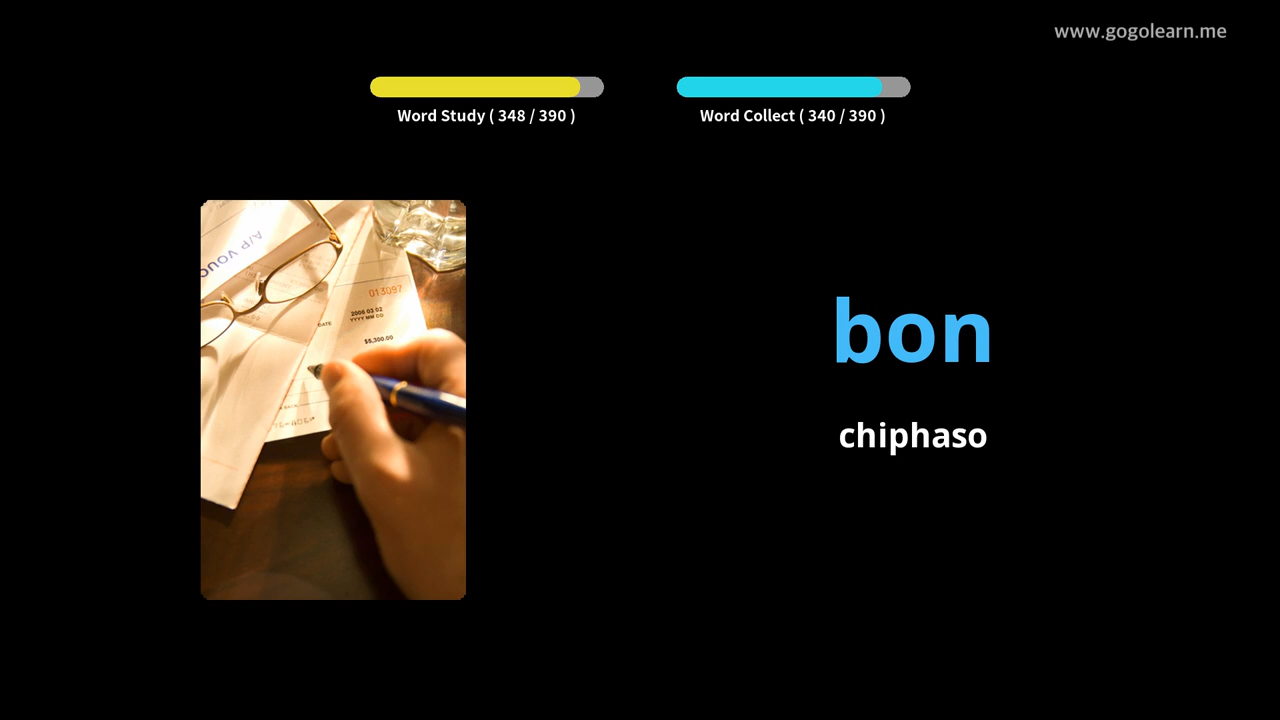 www.gogolearn.me
Word Study ( 348 / 390 )
Word Collect ( 340 / 390 )
A/P VOUC
013097
DATE
2006 03 02
YYYY MM DD
$5,300.00
bon
chiphaso